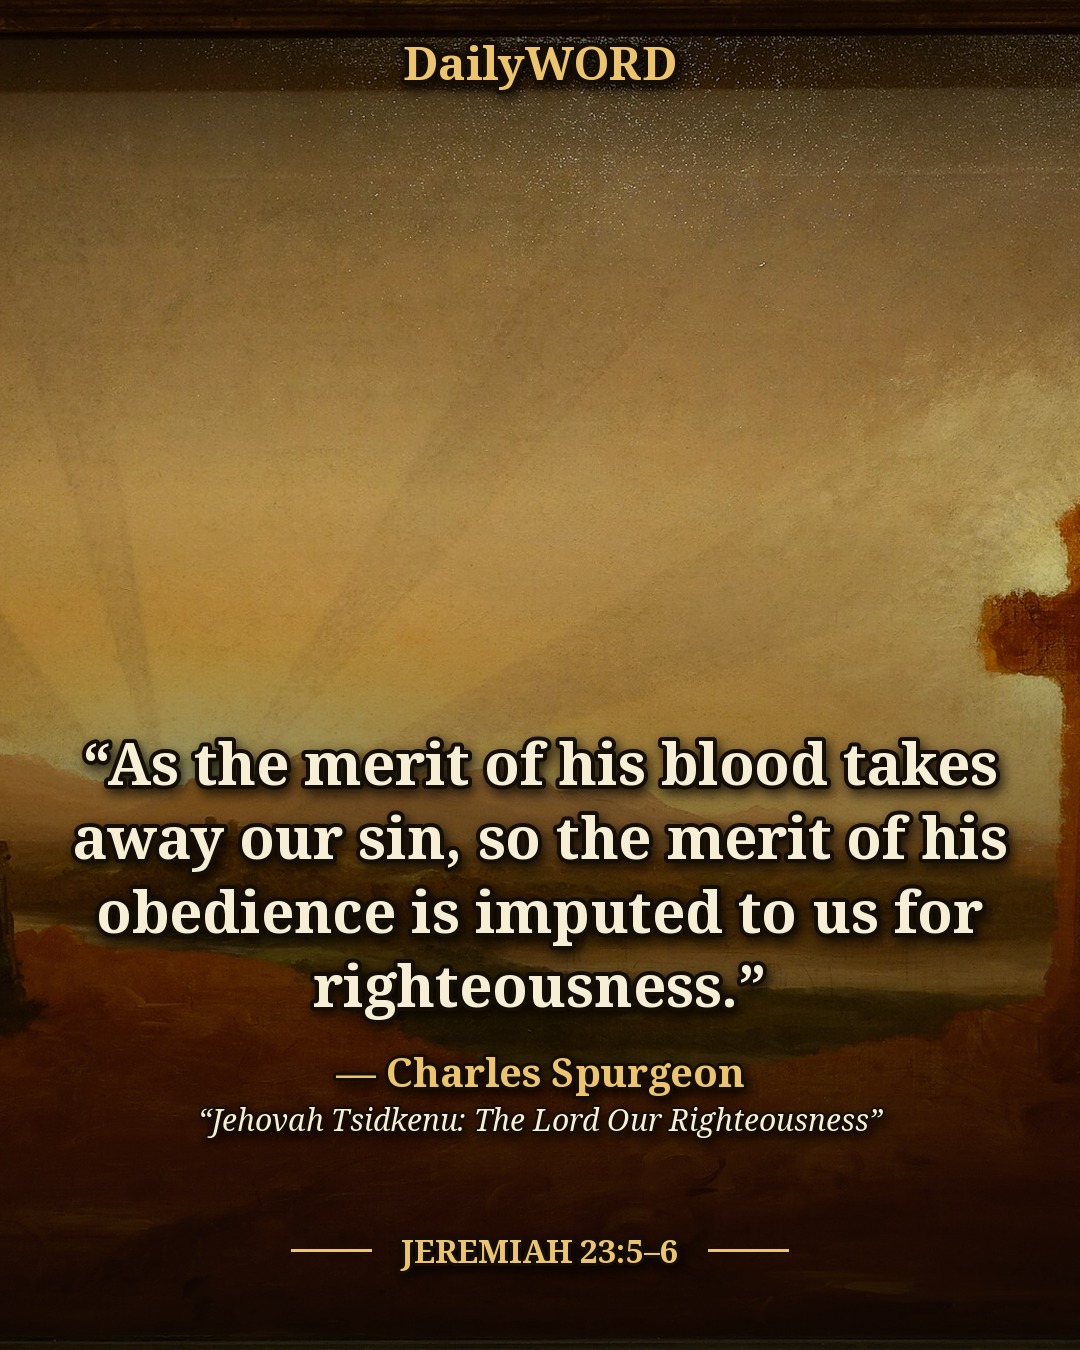 DailyWORD
“As the merit of his blood takes
away our sin, so the merit of his
obedience is imputed to us for
righteousness.”
— Charles Spurgeon
“Jehovah Tsidkenu: The Lord Our Righteousness”
JEREMIAH 23:5–6